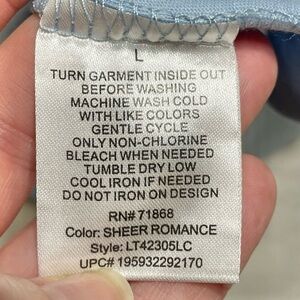 L
TURN GARMENT INSIDE OUT
BEFORE WASHING
MACHINE WASH COLD
WITH LIKE COLORS
GENTLE CYCLE
ONLY NON-CHLORINE
BLEACH WHEN NEEDED
TUMBLE DRY LOW
COOL IRON IF NEEDED
DO NOT IRON ON DESIGN
RN# 71868
Color: SHEER ROMANCE
Style: LT42305LC
UPC# 195932292170